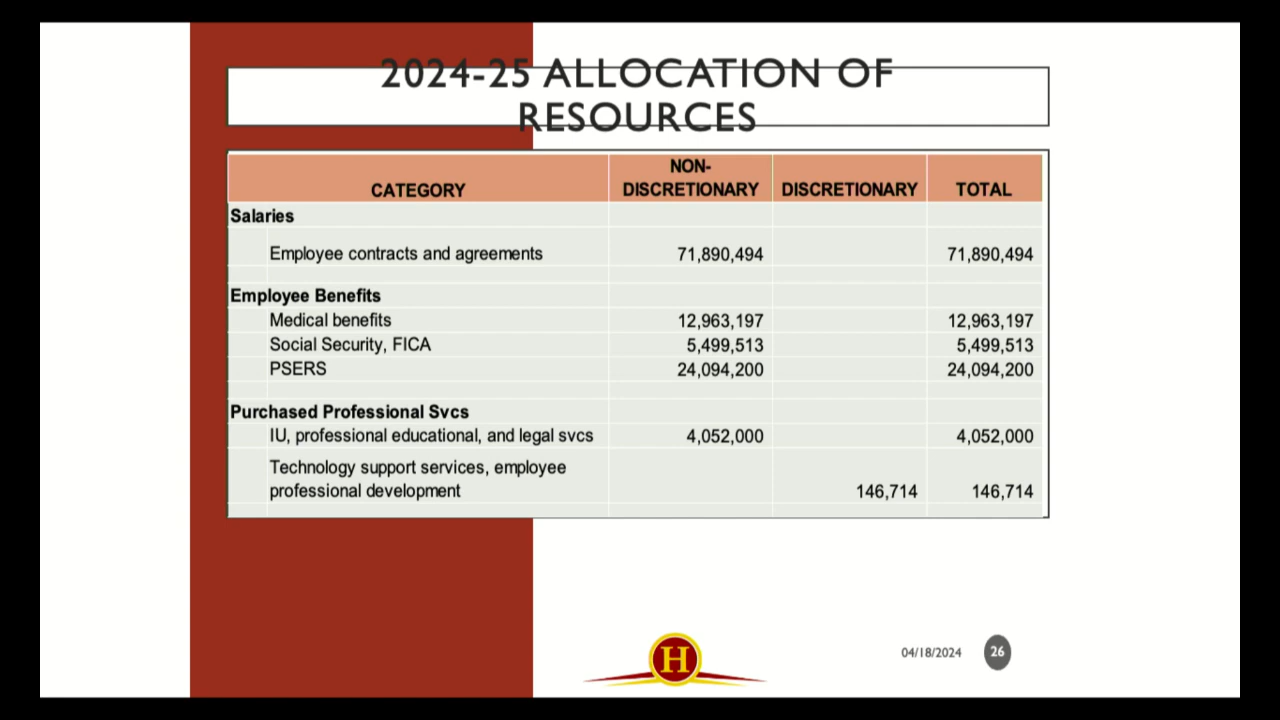 2024-25 ALLOCATION OF
RESOURCES
NON-
CATEGORY DISCRETIONARY DISCRETIONARY TOTAL
Salaries
Employee contracts and agreements 71,890,494 71,890,494
Employee Benefits
Medical benefits 12,963,197 12,963,197
Social Security, FICA 5,499,513 5,499,513
PSERS 24,094,200 24,094,200
Purchased Professional Svcs
IU, professional educational, and legal svcs 4,052,000 4,052,000
Technology support services, employee
professional development 146,714 146,714
H
04/18/2024 26